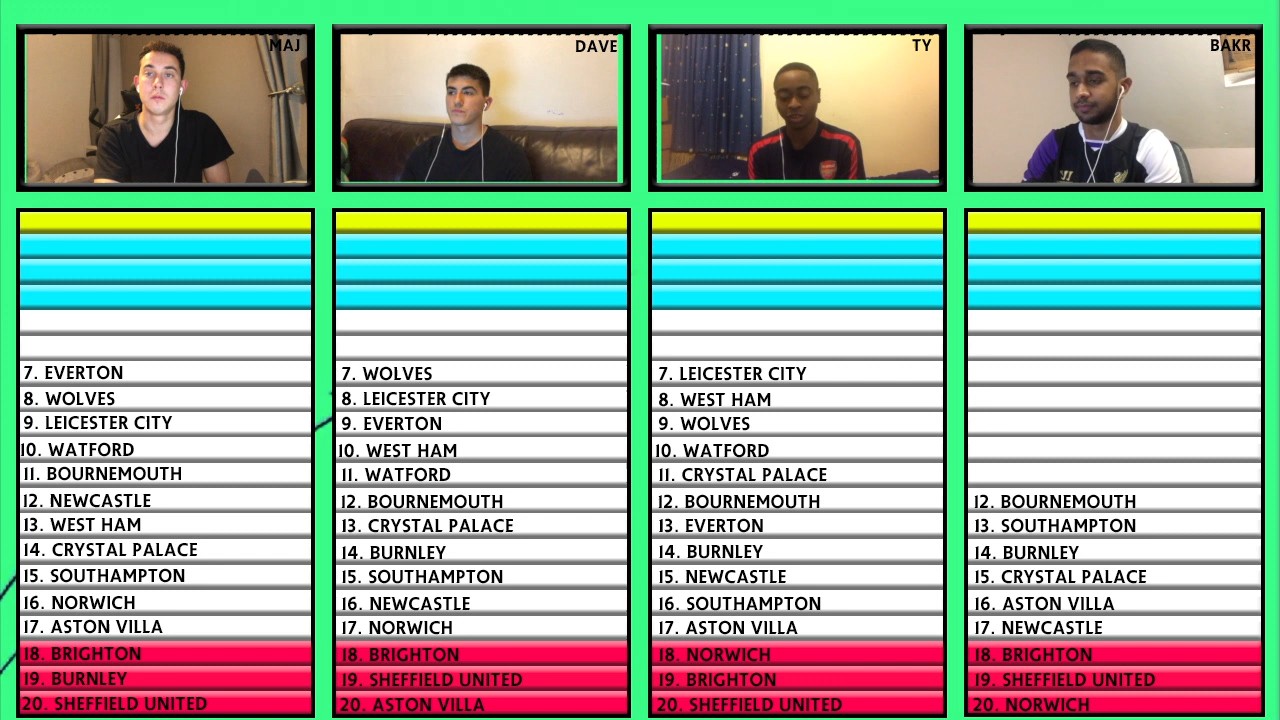 MAJ
DAVE
TY
BAKR
7. EVERTON
8. WOLVES
9. LEICESTER CITY
10. WATFORD
11. BOURNEMOUTH
12. NEWCASTLE
13. WEST HAM
14. CRYSTAL PALACE
15. SOUTHAMPTON
16. NORWICH
17. ASTON VILLA
18. BRIGHTON
19. BURNLEY
20. SHEFFIELD UNITED
7. WOLVES
8. LEICESTER CITY
9. EVERTON
10. WEST HAM
11. WATFORD
12. BOURNEMOUTH
13. CRYSTAL PALACE
14. BURNLEY
15. SOUTHAMPTON
16. NEWCASTLE
17. NORWICH
18. BRIGHTON
19. SHEFFIELD UNITED
20. ASTON VILLA
7. LEICESTER CITY
8. WEST HAM
9. WOLVES
10. WATFORD
11. CRYSTAL PALACE
12. BOURNEMOUTH
13. EVERTON
14. BURNLEY
15. NEWCASTLE
16. SOUTHAMPTON
17. ASTON VILLA
18. NORWICH
19. BRIGHTON
20. SHEFFIELD UNITED
12. BOURNEMOUTH
13. SOUTHAMPTON
14. BURNLEY
15. CRYSTAL PALACE
16. ASTON VILLA
17. NEWCASTLE
18. BRIGHTON
19. SHEFFIELD UNITED
20. NORWICH